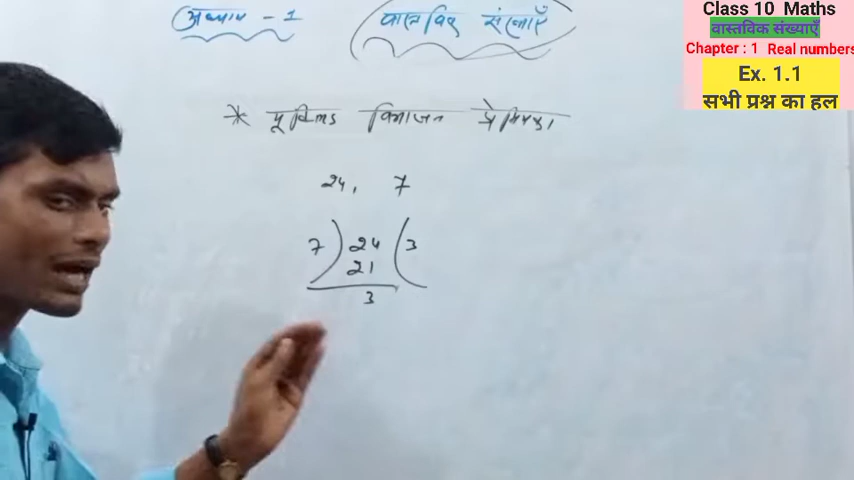 अध्याय - 1
वास्तविक संख्याएँ
Class 10 Maths
वास्तविक संख्याएँ
Chapter : 1 Real numbers
Ex. 1.1
सभी प्रश्न का हल
* यूक्लिड विभाजन प्रेमिका
24, 7
7 ) 24 ( 3
21
3